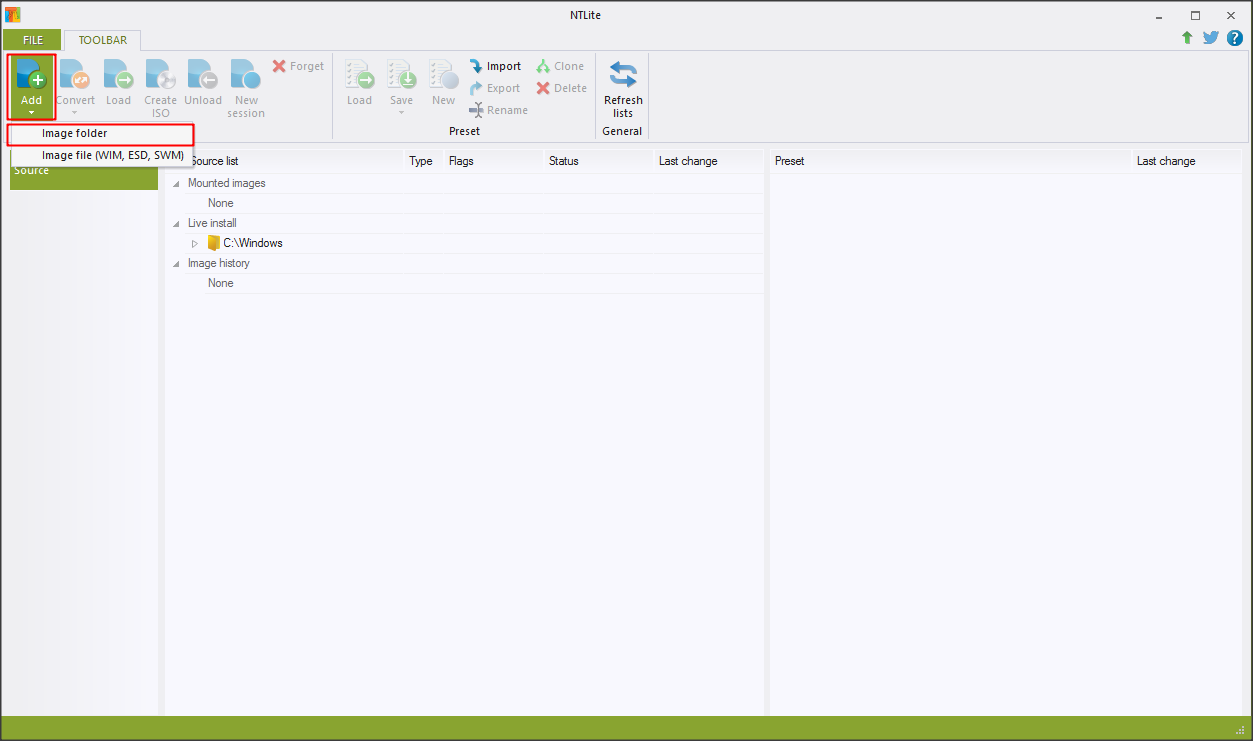 NTLite
FILE
TOOLBAR
Add
Convert
Load
Create
ISO
Unload
New
session
Forget
Load
Save
New
Import
Export
Rename
Clone
Delete
Preset
Refresh
lists
General
Image folder
Image file (WIM, ESD, SWM)
Source
Source list
Type
Flags
Status
Last change
Mounted images
None
Live install
C:\Windows
Image history
None
Preset
Last change